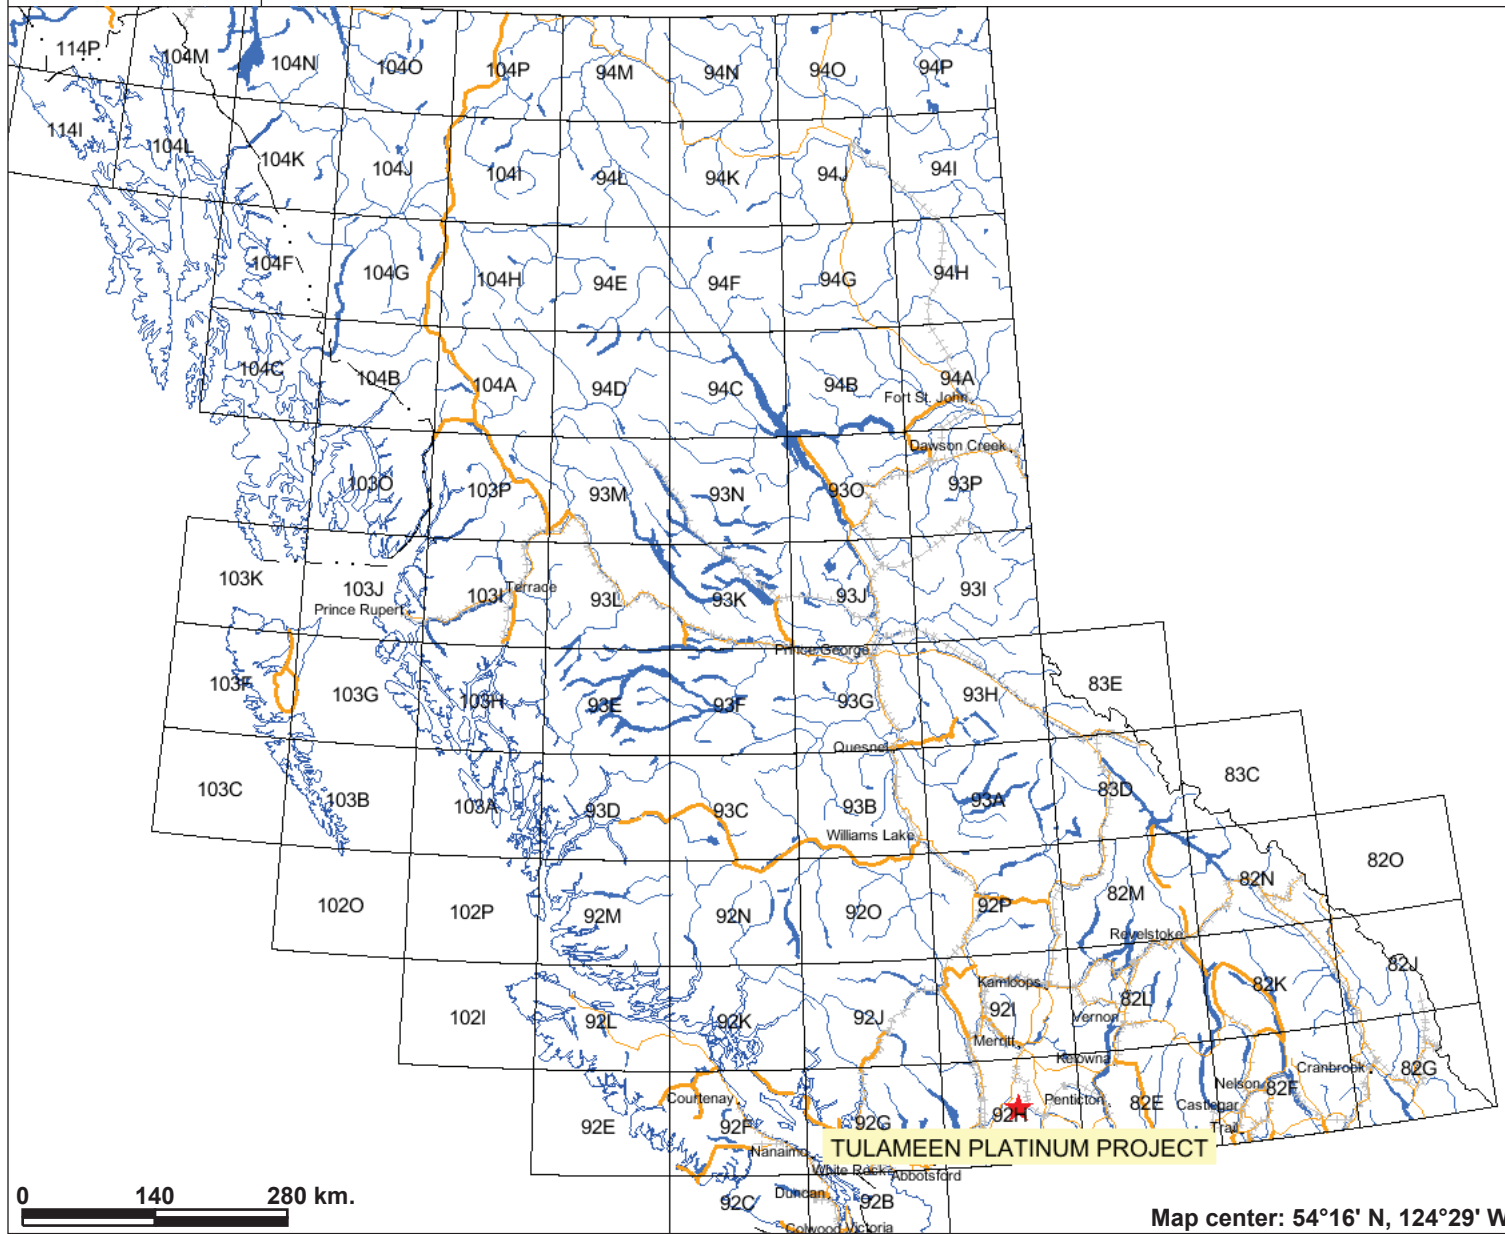 114P
104M
104N
104O
104P
94M
94N
94O
94P
114I
104L
104K
104J
104I
94L
94K
94J
94I
104F
104G
104H
94E
94F
94G
94H
104C
104B
104A
94D
94C
94B
94A
Fort St. John
Dawson Creek
103O
103P
93M
93N
93O
93P
103K
103J
Prince Rupert
103I
Terrace
93L
93K
93J
93I
Prince George
103F
103G
103H
93E
93F
93G
93H
83E
Quesnel
103C
103B
103A
93D
93C
93B
93A
83D
83C
Williams Lake
102O
102P
92M
92N
92O
92P
82M
82N
82O
Revelstoke
102I
92L
92K
92J
Kamloops
92I
Merritt
82L
Vernon
82K
82J
Kelowna
92E
Courtenay
92F
92G
92H
Penticton
82E
Nelson
82F
Castlegar
Trail
Cranbrook
82G
TULAMEEN PLATINUM PROJECT
Nanaimo
White Rock
Abbotsford
92C
Duncan
92B
Colwood
Victoria
0 140 280 km.
Map center: 54°16' N, 124°29' W